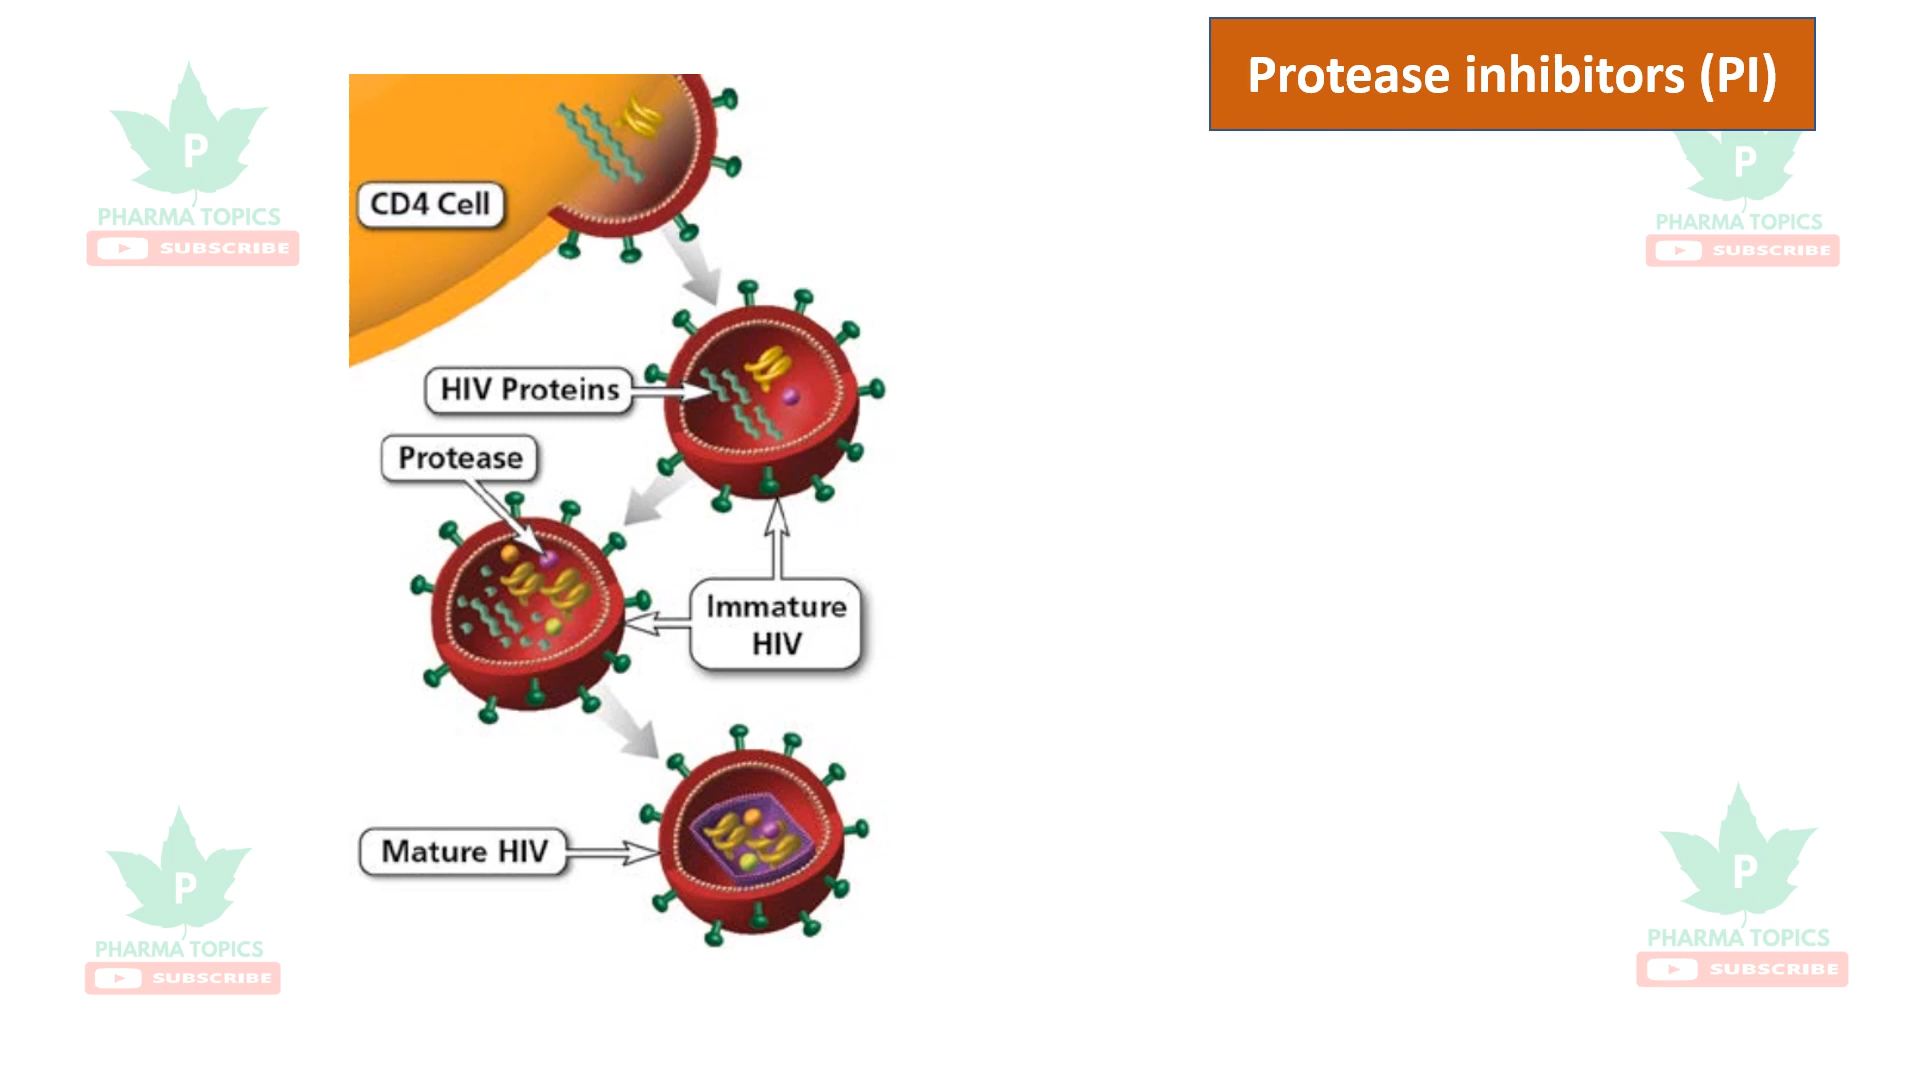 Protease inhibitors (PI)
P
PHARMA TOPICS
SUBSCRIBE
P
PHARMA TOPICS
SUBSCRIBE
CD4 Cell
HIV Proteins
Protease
Immature
HIV
Mature HIV
P
PHARMA TOPICS
SUBSCRIBE
P
PHARMA TOPICS
SUBSCRIBE